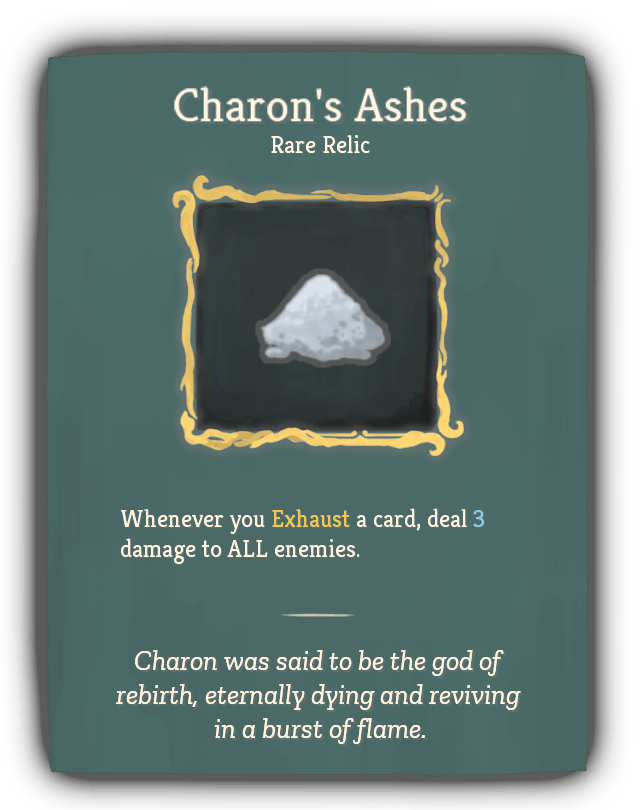 Charon's Ashes
Rare Relic
Whenever you Exhaust a card, deal 3
damage to ALL enemies.
Charon was said to be the god of
rebirth, eternally dying and reviving
in a burst of flame.